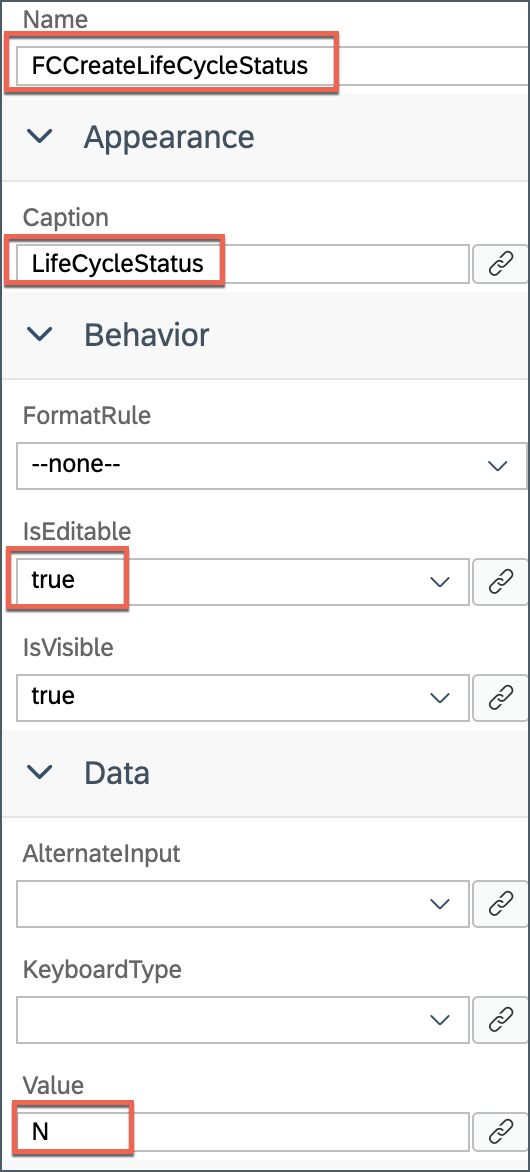 Name
FCCreateLifeCycleStatus
Appearance
Caption
LifeCycleStatus
Behavior
FormatRule
--none--
IsEditable
true
IsVisible
true
Data
AlternateInput
KeyboardType
Value
N